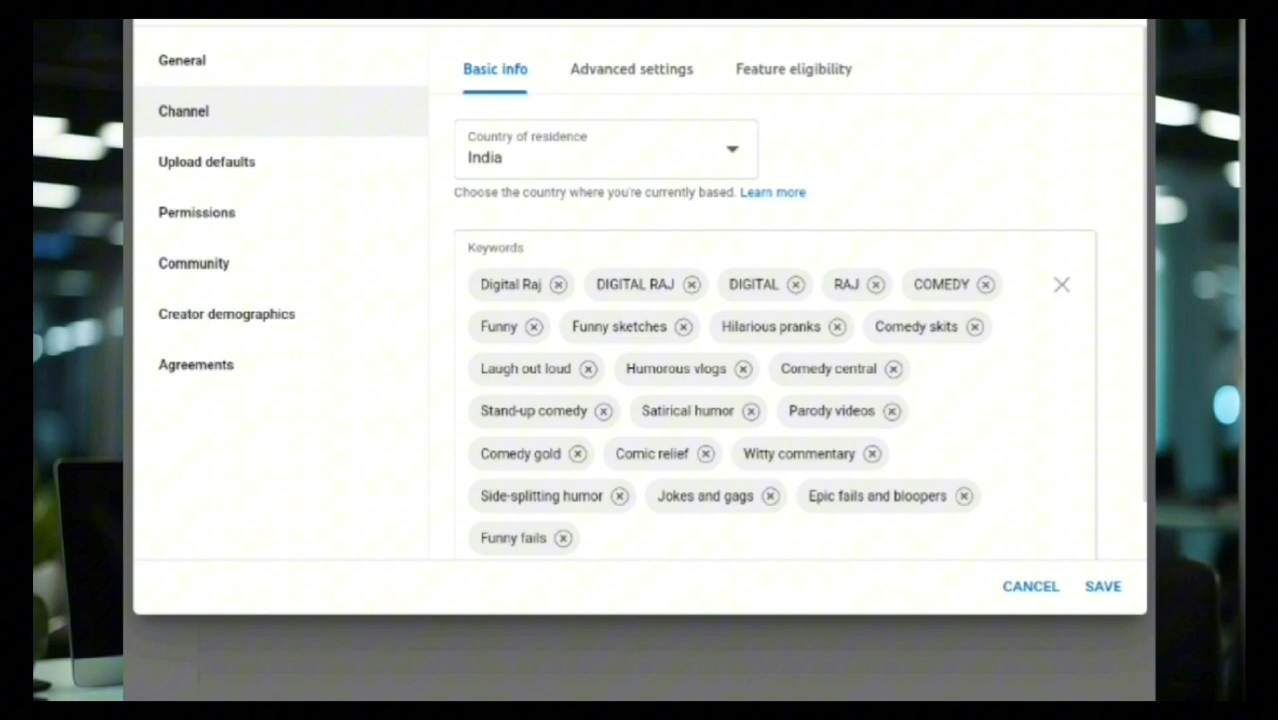 General
Channel
Upload defaults
Permissions
Community
Creator demographics
Agreements
Basic info Advanced settings Feature eligibility
Country of residence
India
Choose the country where you're currently based. Learn more
Keywords
Digital Raj DIGITAL RAJ DIGITAL RAJ COMEDY
Funny Funny sketches Hilarious pranks Comedy skits
Laugh out loud Humorous vlogs Comedy central
Stand-up comedy Satirical humor Parody videos
Comedy gold Comic relief Witty commentary
Side-splitting humor Jokes and gags Epic fails and bloopers
Funny fails
CANCEL SAVE